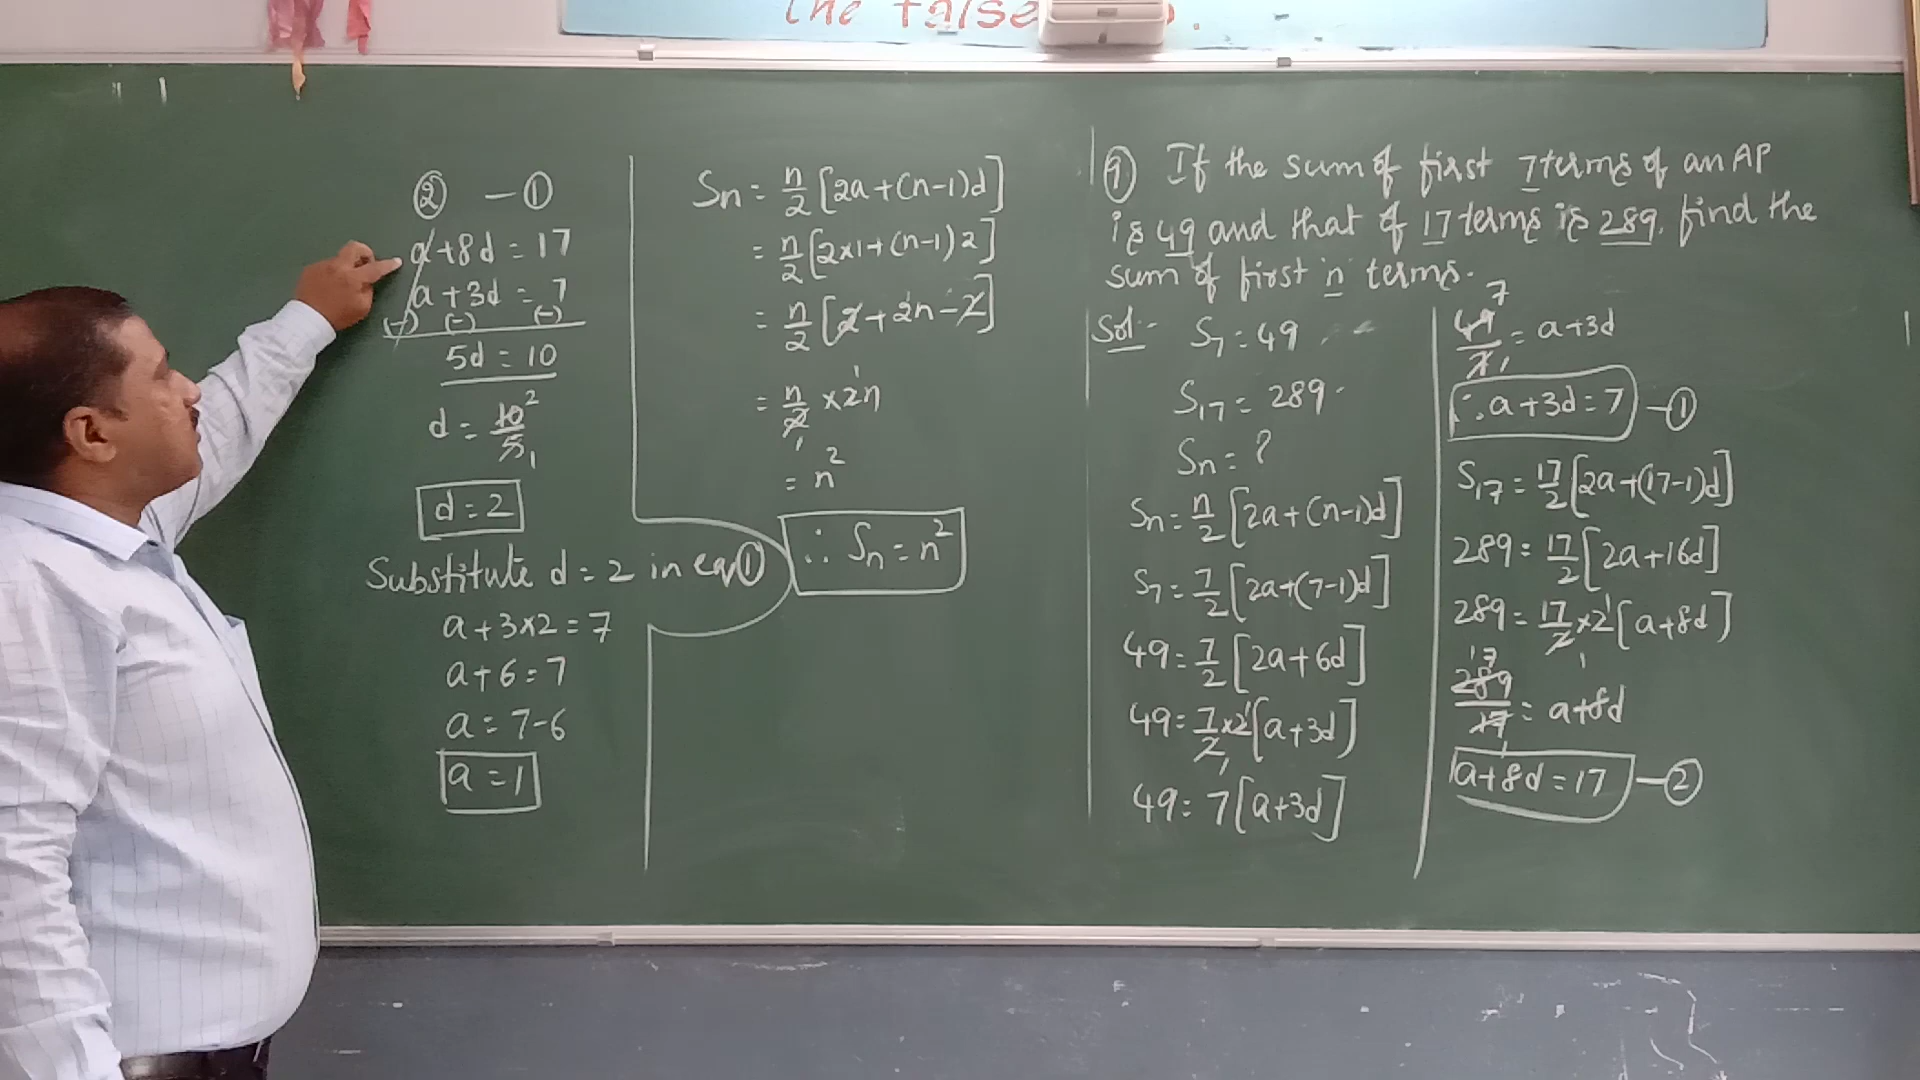 the false
⑨ If the sum of first 7 terms of an AP
is 49 and that of 17 terms is 289, find the
sum of first n terms.
Sol:- S₇ = 49
S₁₇ = 289
Sn = ?
Sn = n/2 [2a+(n-1)d]
S₇ = 7/2 [2a+(7-1)d]
49 = 7/2 [2a+6d]
49 = 7/2 × 2 [a+3d]
49 = 7 [a+3d]
49/7 = a+3d
∴ a+3d = 7 — ①
S₁₇ = 17/2 [2a+(17-1)d]
289 = 17/2 [2a+16d]
289 = 17/2 × 2 [a+8d]
289/17 = a+8d
a+8d = 17 — ②
② — ①
a+8d = 17
a+3d = 7
(-) (-) (-)
5d = 10
d = 10/5
d = 2
Substitute d = 2 in eq ①
a+3×2 = 7
a+6 = 7
a = 7-6
a = 1
Sn = n/2 [2a+(n-1)d]
= n/2 [2×1+(n-1)2]
= n/2 [2+2n-2]
= n/2 × 2n
= n²
∴ Sn = n²